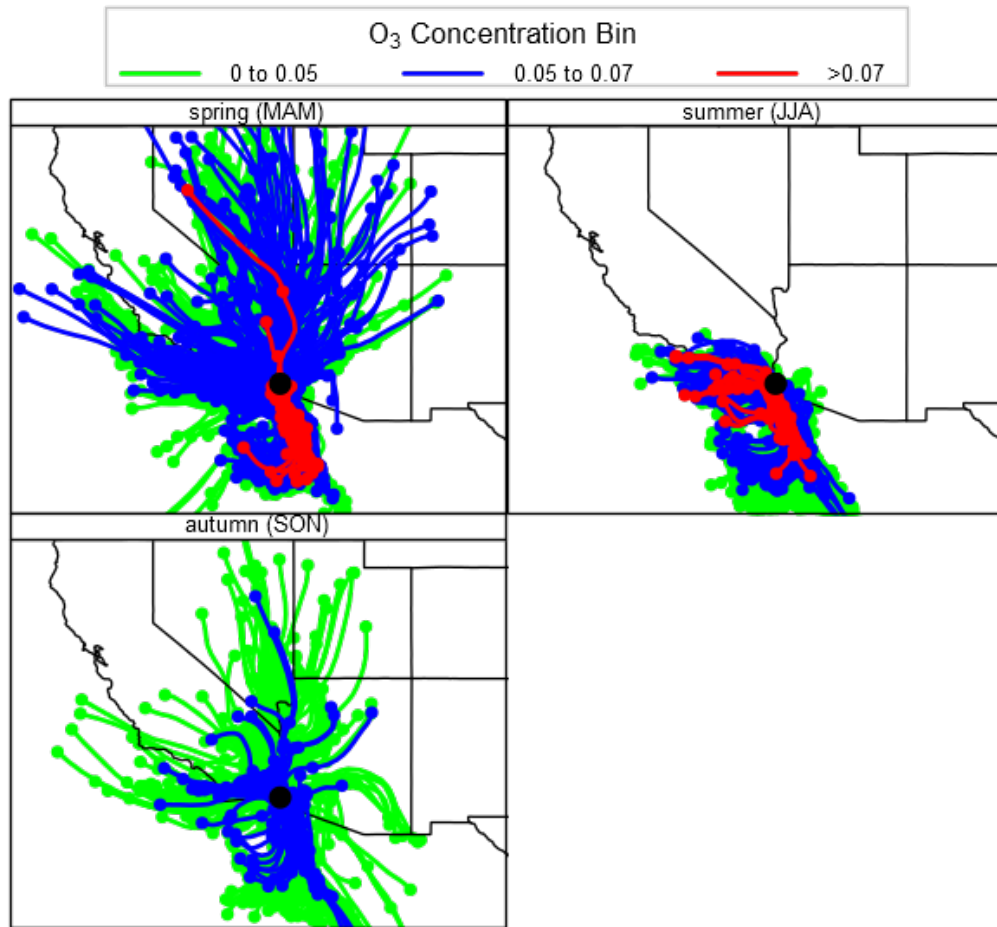 O₃ Concentration Bin
0 to 0.05 0.05 to 0.07 >0.07
spring (MAM) summer (JJA)
autumn (SON)